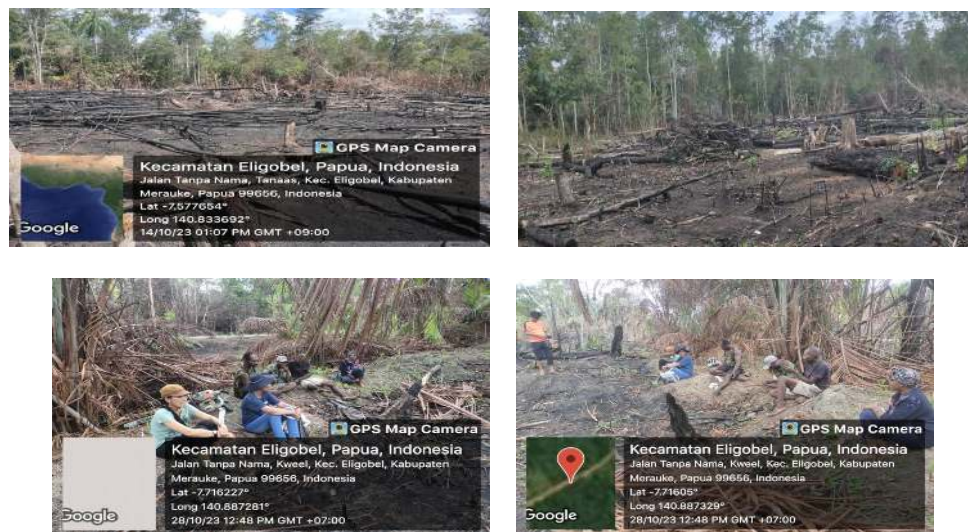 GPS Map Camera
Kecamatan Eligobel, Papua, Indonesia
Jalan Tanpa Nama, Tanaas, Kec. Eligobel, Kabupaten
Merauke, Papua 99656, Indonesia
Lat -7,577654°
Long 140.833692°
14/10/23 01:07 PM GMT +09:00
Google
GPS Map Camera
Kecamatan Eligobel, Papua, Indonesia
Jalan Tanpa Nama, Kweel, Kec. Eligobel, Kabupaten
Merauke, Papua 99656, Indonesia
Lat -7.716227°
Long 140.887281°
28/10/23 12:48 PM GMT +07:00
Google
GPS Map Camera
Kecamatan Eligobel, Papua, Indonesia
Jalan Tanpa Nama, Kweel, Kec. Eligobel, Kabupaten
Merauke, Papua 99656, Indonesia
Lat -7.71605°
Long 140.887329°
28/10/23 12:48 PM GMT +07:00
Google